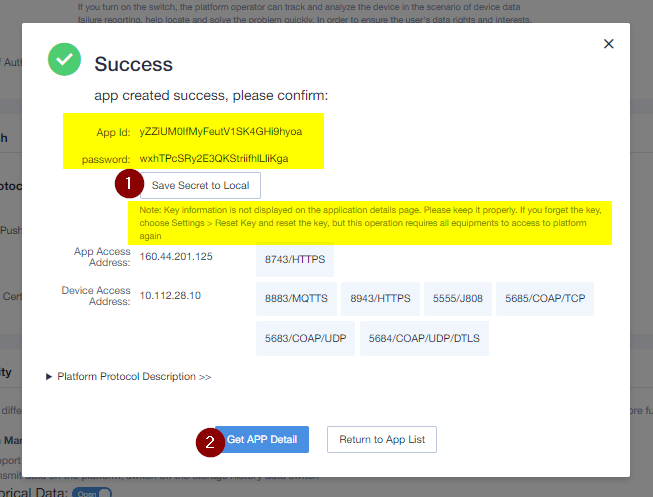 If you turn on the switch, the platform operator can track and analyze the device in the scenario of device data
failure reporting, help locate and solve the problem quickly. In order to ensure the user's data rights and interests,
Success
app created success, please confirm:
App Id: yZZiUM0IfMyFeutV1SK4GHi9hyoa
password: wxhTPcSRy2E3QKStriifhILIiKga
1 Save Secret to Local
Note: Key information is not displayed on the application details page. Please keep it properly. If you forget the key,
choose Settings > Reset Key and reset the key, but this operation requires all equipments to access to platform
again
App Access
Address: 160.44.201.125 8743/HTTPS
Device Access
Address: 10.112.28.10 8883/MQTTS 8943/HTTPS 5555/J808 5685/COAP/TCP
5683/COAP/UDP 5684/COAP/UDP/DTLS
Platform Protocol Description >>
2 Get APP Detail Return to App List
orical Data: Open